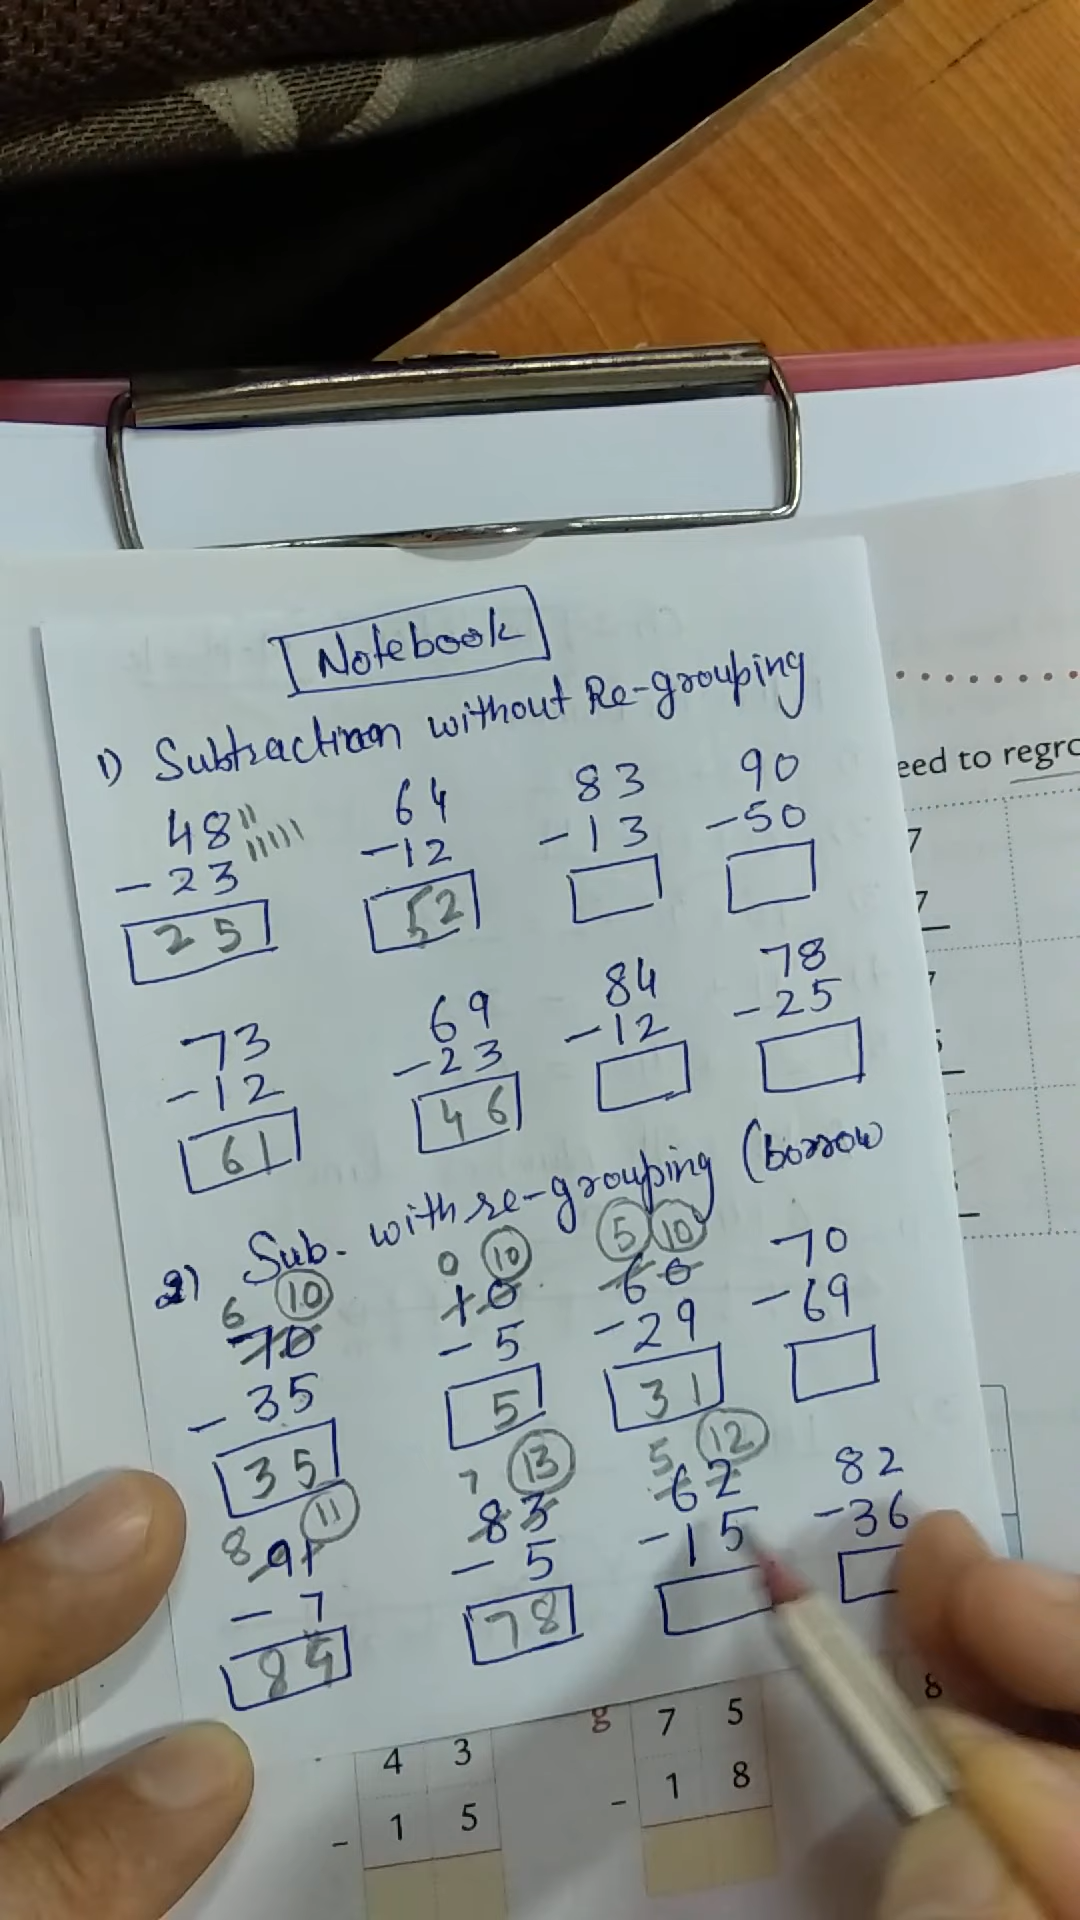 Notebook
1) Subtraction without Re-grouping
48 64 83 90
-23 -12 -13 -50
25 52
73 69 84 78
-12 -23 -12 -25
61 46
2) Sub. with re-grouping (borrow
6 10 0 10 5 10
70 10 60 70
-35 -5 -29 -69
35 5 31
8 11 7 13 5 12
91 83 62 82
-7 -5 -15 -36
84 78
eed to regro
7
7
4 3 7 5 8
- 1 5 - 1 8